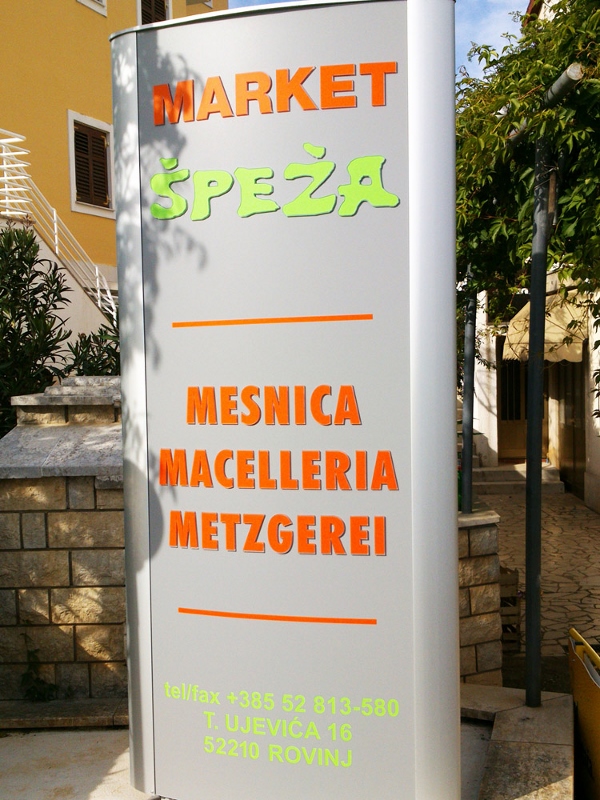 MARKET
ŠPEŽA
MESNICA
MACELLERIA
METZGEREI
tel/fax +385 52 813-580
T. UJEVIĆA 16
52210 ROVINJ